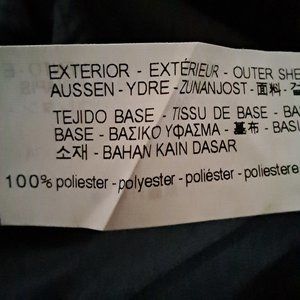 EXTERIOR - EXTÉRIEUR - OUTER SHE
AUSSEN - YDRE - ZUNANJOST - 面料 -
TEJIDO BASE - TISSU DE BASE - BA
BASE - ΒΑΣΙΚΟ ΥΦΑΣΜΑ - 基布 - BASU
소재 - BAHAN KAIN DASAR
100% poliester - polyester - poliéster - poliestere